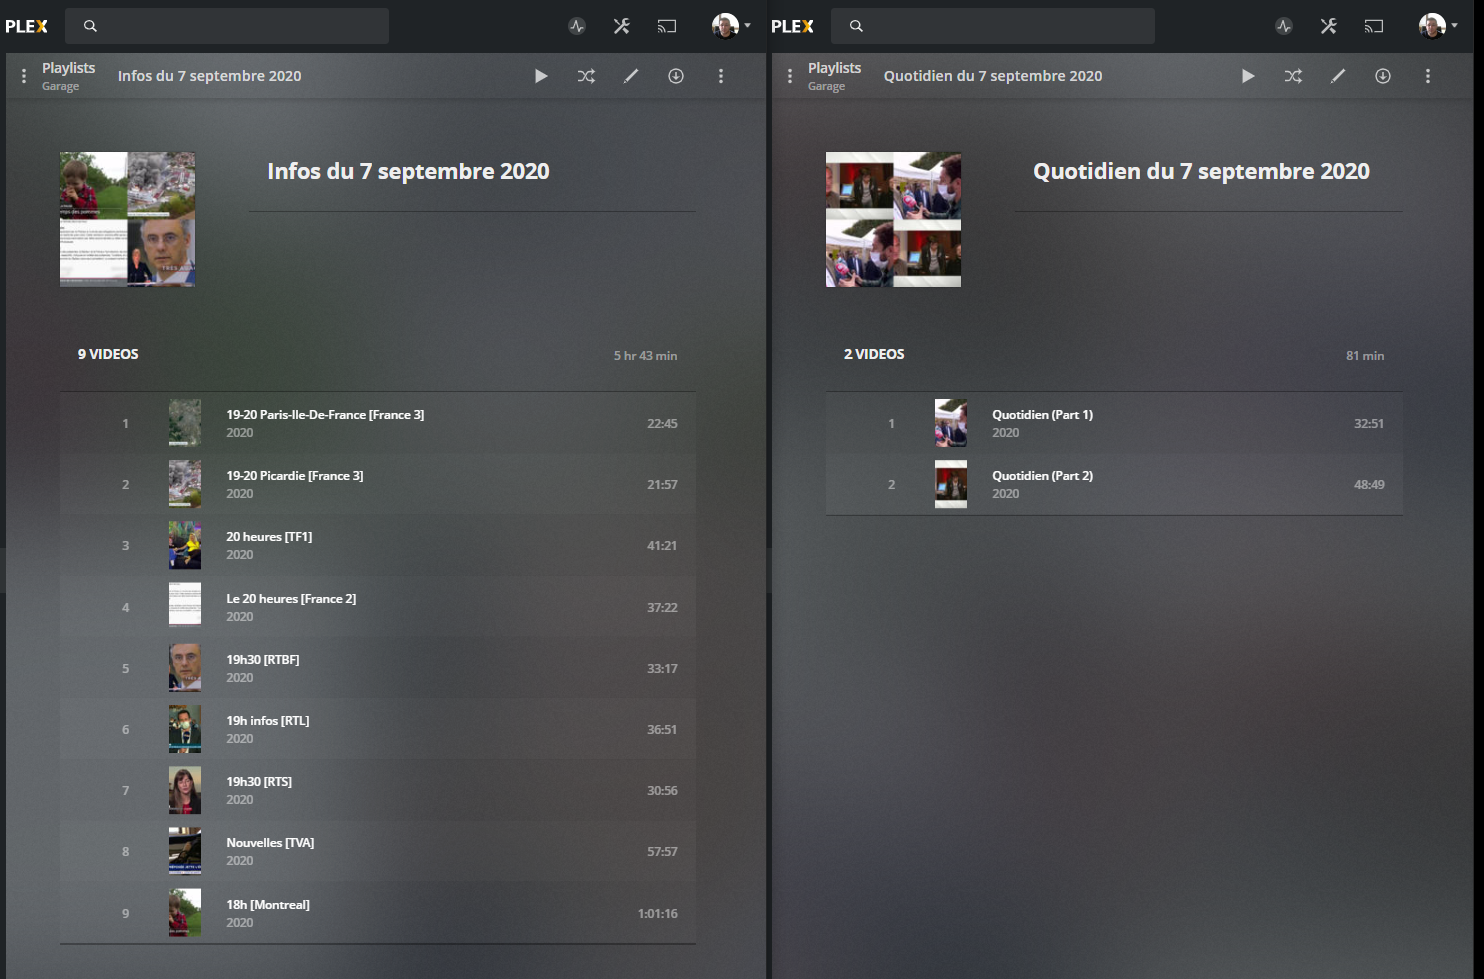 PLEX
Playlists
Garage
Infos du 7 septembre 2020
Infos du 7 septembre 2020
9 VIDEOS
5 hr 43 min
1
19-20 Paris-Ile-De-France [France 3]
2020
22:45
2
19-20 Picardie [France 3]
2020
21:57
3
20 heures [TF1]
2020
41:21
4
Le 20 heures [France 2]
2020
37:22
5
19h30 [RTBF]
2020
33:17
6
19h infos [RTL]
2020
36:51
7
19h30 [RTS]
2020
30:56
8
Nouvelles [TVA]
2020
57:57
9
18h [Montreal]
2020
1:01:16
PLEX
Playlists
Garage
Quotidien du 7 septembre 2020
Quotidien du 7 septembre 2020
2 VIDEOS
81 min
1
Quotidien (Part 1)
2020
32:51
2
Quotidien (Part 2)
2020
48:49